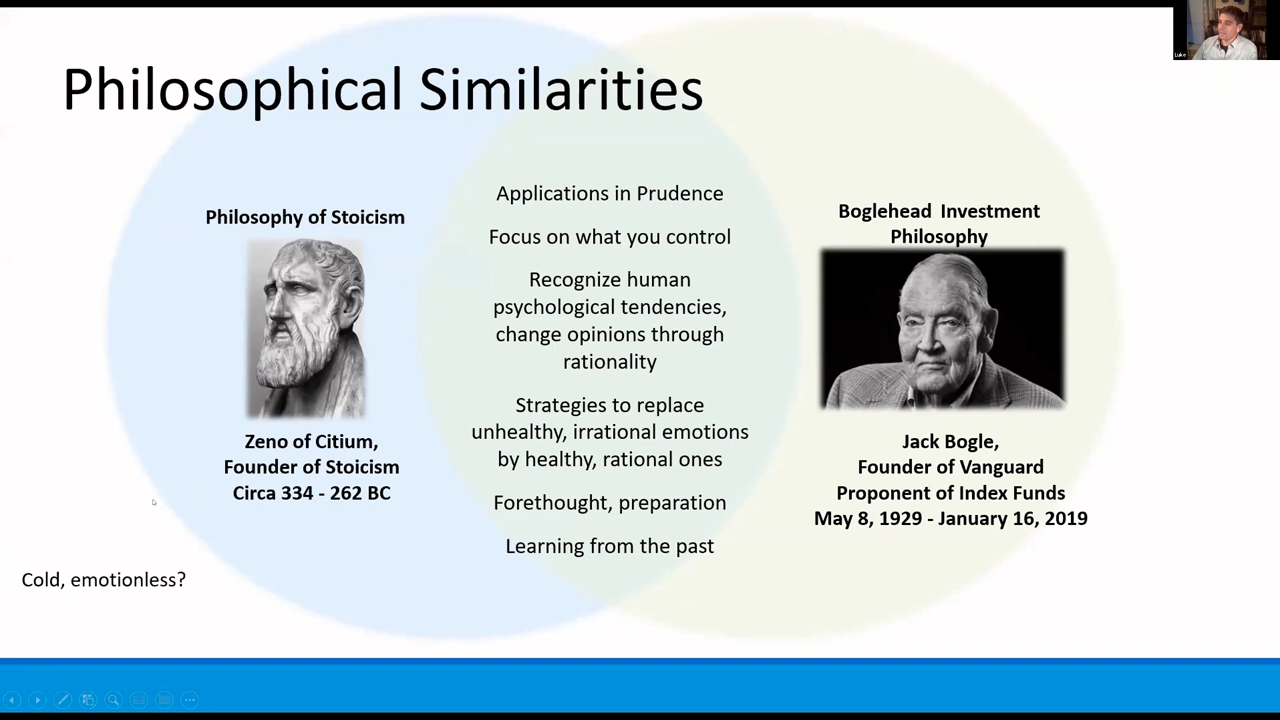 Philosophical Similarities
Luke
Philosophy of Stoicism
Zeno of Citium,
Founder of Stoicism
Circa 334 - 262 BC
Cold, emotionless?
Applications in Prudence
Focus on what you control
Recognize human
psychological tendencies,
change opinions through
rationality
Strategies to replace
unhealthy, irrational emotions
by healthy, rational ones
Forethought, preparation
Learning from the past
Boglehead Investment
Philosophy
Jack Bogle,
Founder of Vanguard
Proponent of Index Funds
May 8, 1929 - January 16, 2019